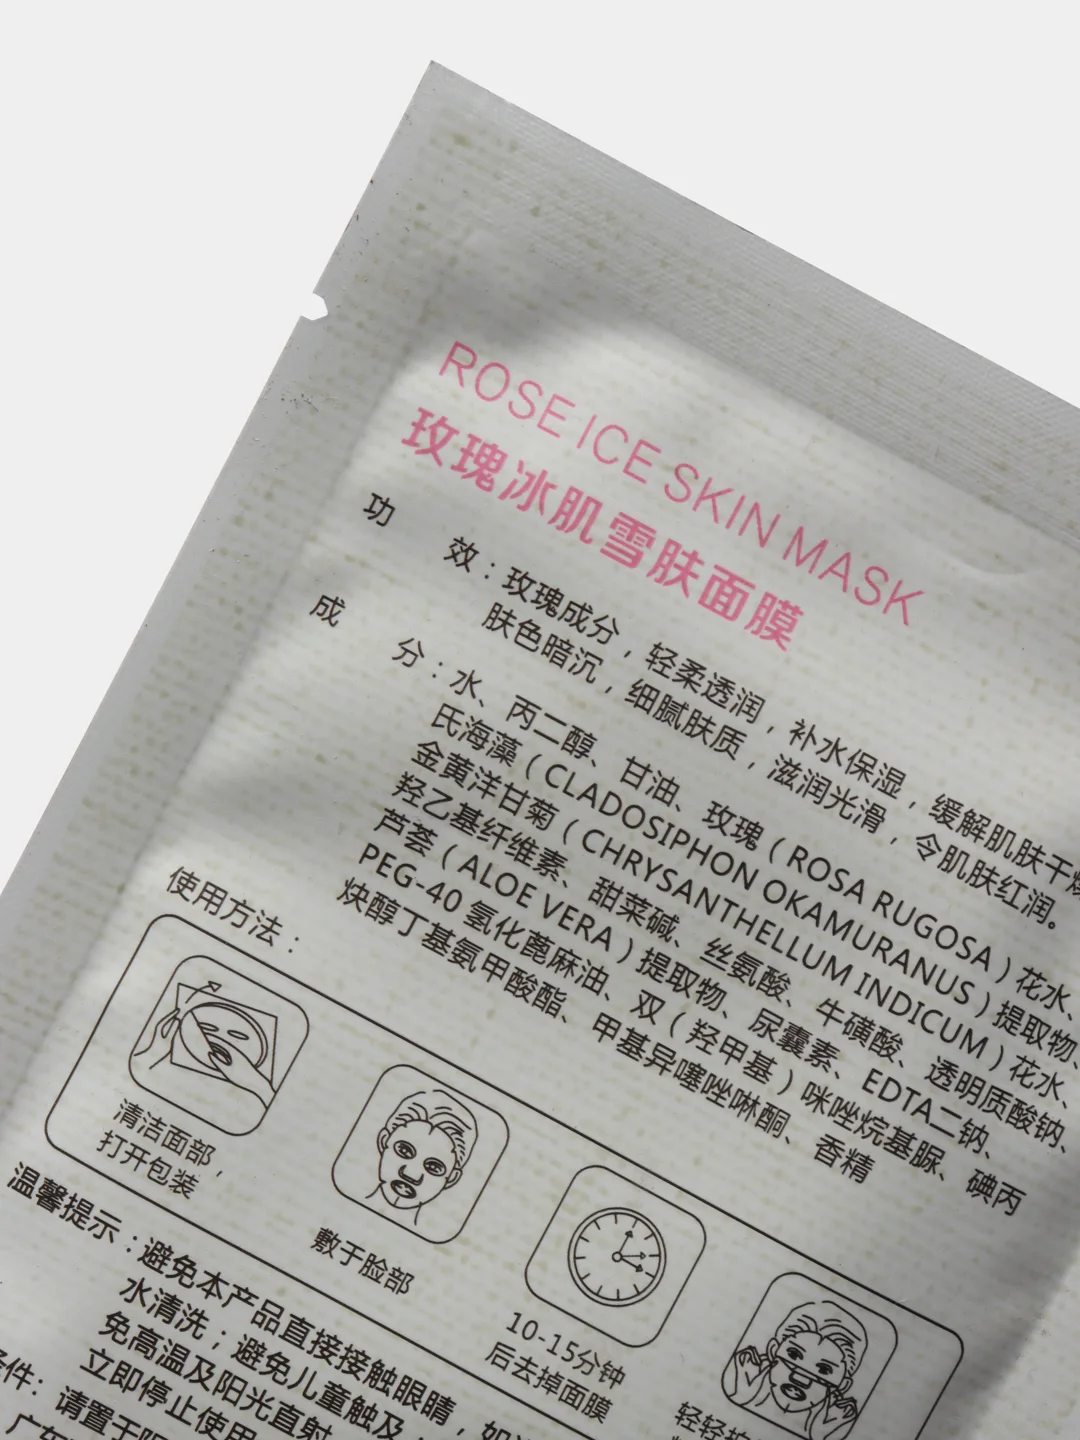 ROSE ICE SKIN MASK
玫瑰冰肌雪肤面膜
功效：玫瑰成分，轻柔透润，补水保湿，缓解肌肤干燥
肤色暗沉，细腻肤质，滋润光滑，令肌肤红润。
成分：水、丙二醇、甘油、玫瑰（ROSA RUGOSA）花水、
氏海藻（CLADOSIPHON OKAMURANUS）提取物、
金黄洋甘菊（CHRYSANTHELLUM INDICUM）花水、
羟乙基纤维素、甜菜碱、丝氨酸、牛磺酸、透明质酸钠、
芦荟（ALOE VERA）提取物、尿囊素、EDTA二钠、
PEG-40 氢化蓖麻油、双（羟甲基）咪唑烷基脲、碘丙
炔醇丁基氨甲酸酯、甲基异噻唑啉酮、香精
使用方法：
清洁面部，
打开包装
敷于脸部
10-15分钟
后去掉面膜
轻轻
温馨提示：避免本产品直接接触眼睛，如
水清洗；避免儿童触及，
免高温及阳光直射
立即停止使用
件：请置于阴
广东